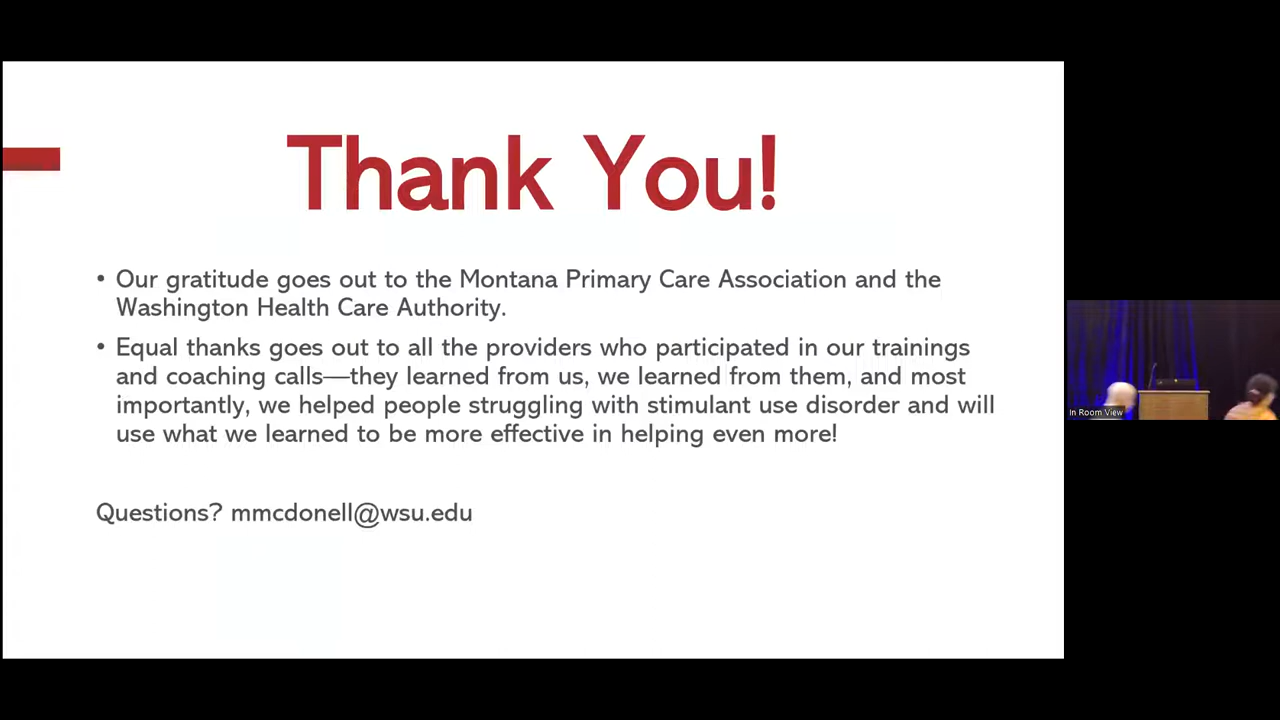 Thank You!
• Our gratitude goes out to the Montana Primary Care Association and the
Washington Health Care Authority.
• Equal thanks goes out to all the providers who participated in our trainings
and coaching calls—they learned from us, we learned from them, and most
importantly, we helped people struggling with stimulant use disorder and will
use what we learned to be more effective in helping even more!
Questions? mmcdonell@wsu.edu
In Room View